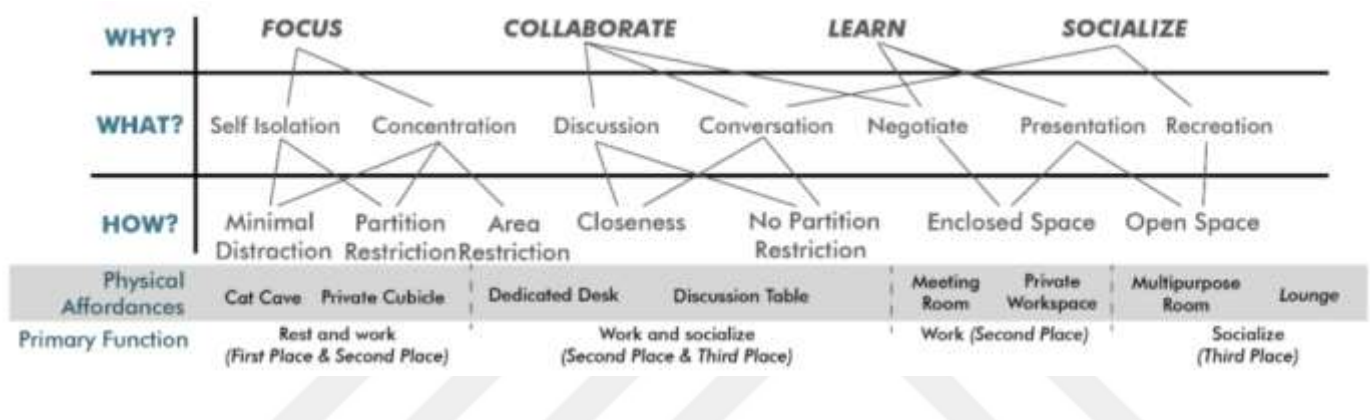 WHY? FOCUS COLLABORATE LEARN SOCIALIZE
WHAT? Self Isolation Concentration Discussion Conversation Negotiate Presentation Recreation
HOW? Minimal Distraction Partition Restriction Area Restriction Closeness No Partition Restriction Enclosed Space Open Space
Physical Affordances Cat Cave Private Cubicle Dedicated Desk Discussion Table Meeting Room Private Workspace Multipurpose Room Lounge
Primary Function Rest and work (First Place & Second Place) Work and socialize (Second Place & Third Place) Work (Second Place) Socialize (Third Place)